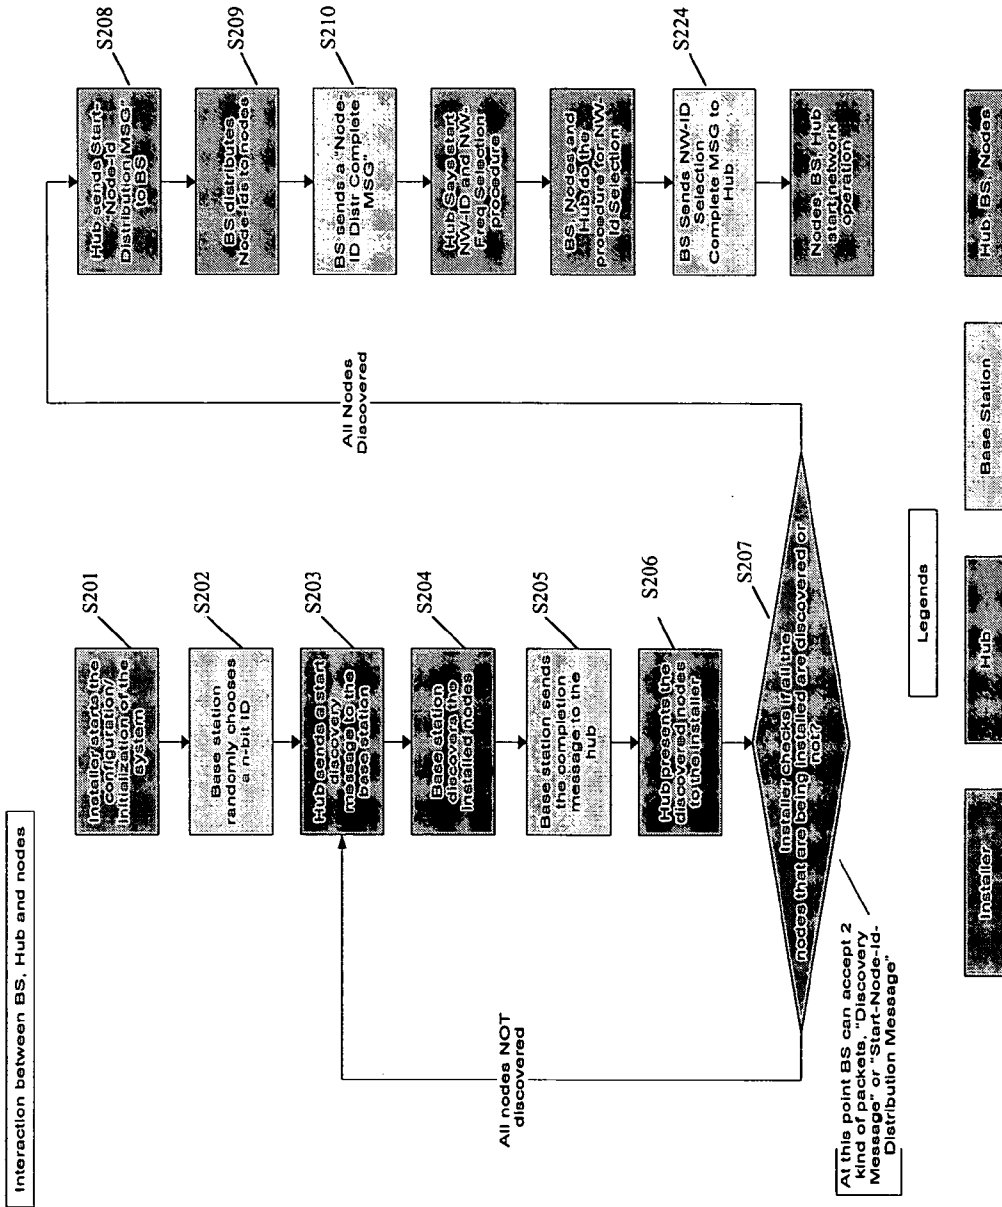 Interaction between BS, Hub and nodes
Installer starts the
configuration/
initialization of the
system
S201
Base station
randomly chooses
a n-bit ID
S202
Hub sends a start
discovery
message to the
base station
S203
Base station
discovers the
installed nodes
S204
Base station sends
the completion
message to the
hub
S205
Hub presents the
discovered nodes
to the installer
S206
Installer checks if all the
nodes that are being installed are discovered or
not?
S207
All nodes NOT
discovered
At this point BS can accept 2
kind of packets, "Discovery
Message" or "Start-Node-Id-
Distribution Message"
All Nodes
Discovered
Hub sends Start-
"Node-Id
Distribution MSG"
to BS
S208
BS distributes
Node-Ids to nodes
S209
BS sends a "Node-
ID Distr Complete
MSG"
S210
Hub Says start
NW-ID and NW-
Freq Selection
procedure
BS, Nodes and
Hub do the
procedure for NW-
Id Selection
BS Sends NW-ID
Selection
Complete MSG to
Hub
S224
Nodes, BS, Hub
start network
operation
Legends
Installer
Hub
Base Station
Hub, BS, Nodes